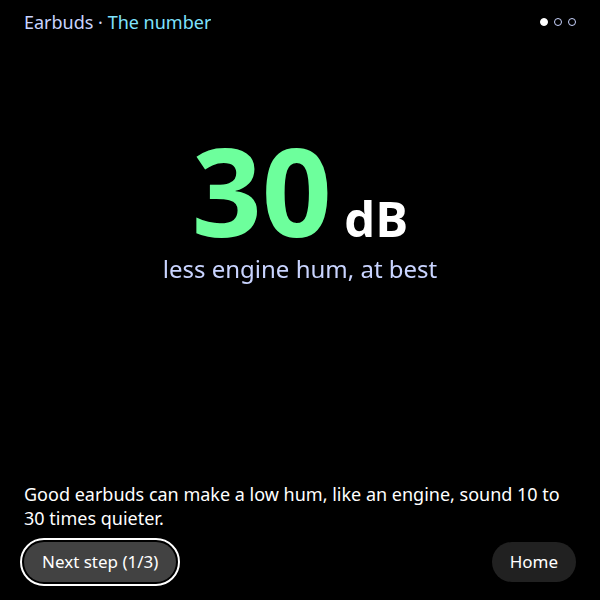 Earbuds · The number
30 dB
less engine hum, at best
Good earbuds can make a low hum, like an engine, sound 10 to
30 times quieter.
Next step (1/3)
Home